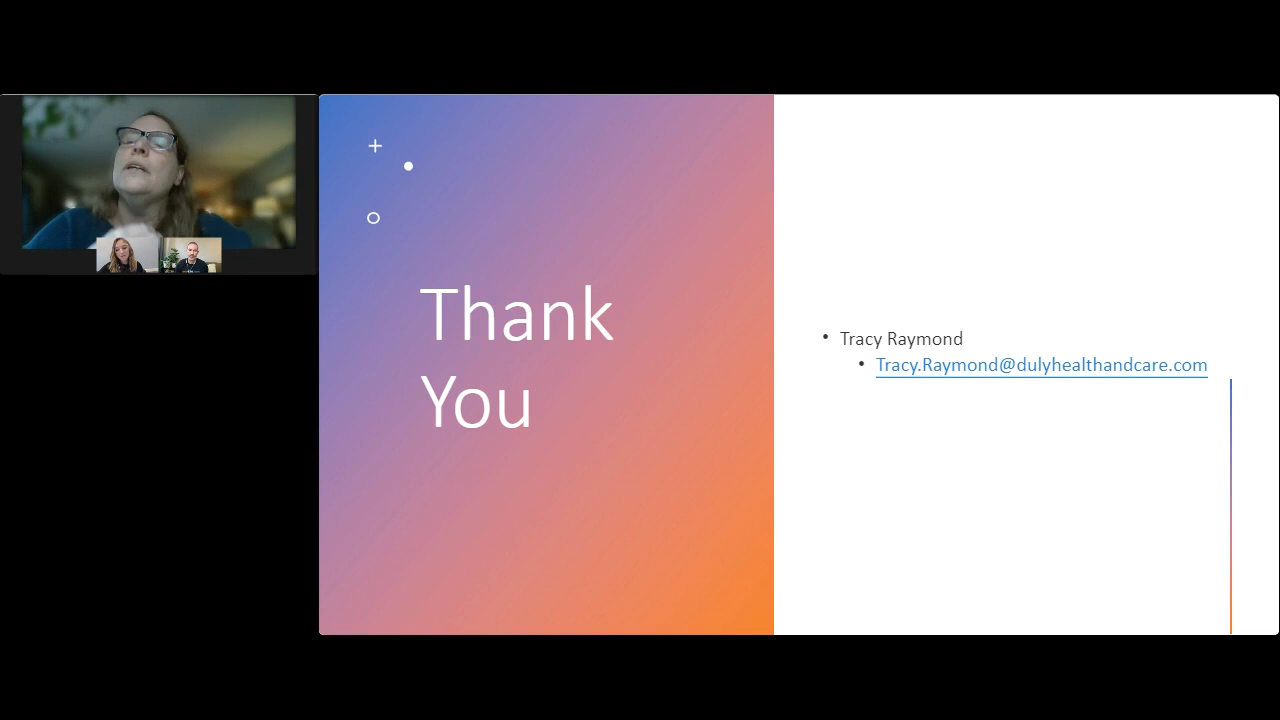 Thank
You
• Tracy Raymond
• Tracy.Raymond@dulyhealthandcare.com